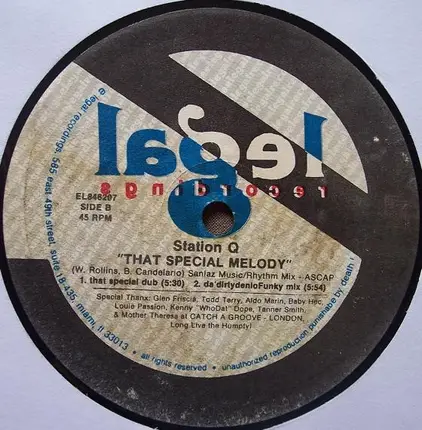 legal
recordings
SIDE B
45 RPM
Station Q
"THAT SPECIAL MELODY"
(W. Rollins, B. Candelario) Sanlaz Music/Rhythm Mix - ASCAP
1. that special dub (5:30) 2. da'dirtydenioFunky mix (5:54)
Special Thanx: Glen Friscia, Todd Terry, Aldo Marin, Baby Hec
Louie Passion, Kenny "WhoDat" Dope, Tanner Smith,
& Mother Theresa at CATCH A GROOVE - LONDON,
Long Live the Humpty!
legal recordings. 585 east 49th street, suite 18-435, miami, fl 33013 • all rights reserved • unauthorized reproduction punishable by death